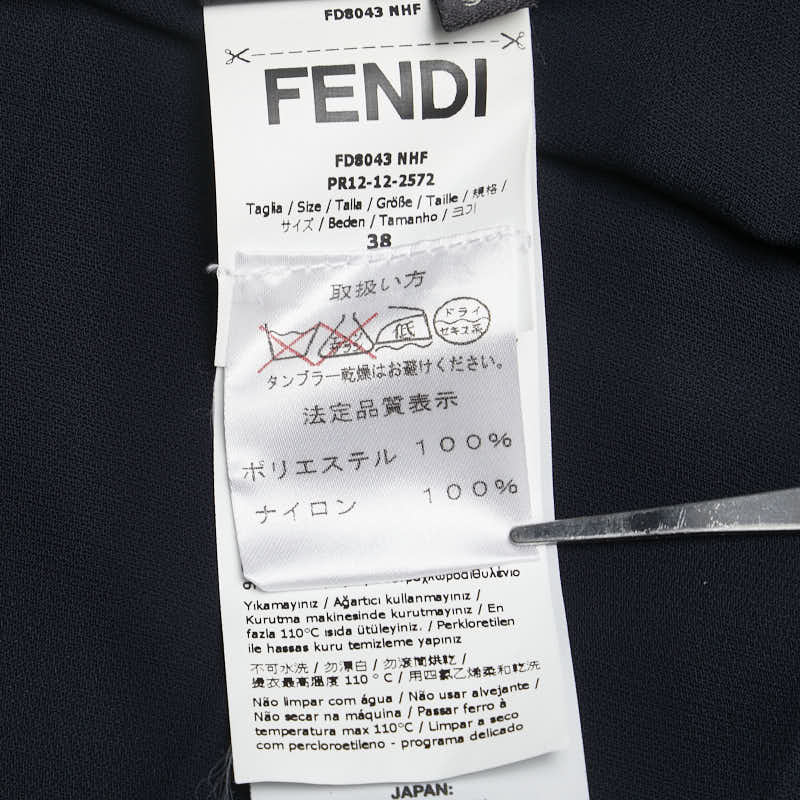 FD8043 NHF
FENDI
FD8043 NHF
PR12-12-2572
Taglia / Size / Talla / Größe / Taille / 規格 /
サイズ / Beden / Tamanho / 크기
38
取扱い方
低
ドライ
セキユ系
タンブラー乾燥はお避けください。
法定品質表示
ポリエステル 100%
ナイロン 100%
Yıkamayınız / Ağartıcı kullanmayınız /
Kurutma makinesinde kurutmayınız / En
fazla 110°C ısıda ütüleyiniz. / Perkloretilen
ile hassas kuru temizleme yapınız
不可水洗 / 勿漂白 / 勿滾筒烘乾 /
燙衣最高溫度 110 ° C / 用四氯乙烯柔和乾洗
Não limpar com água / Não usar alvejante /
Não secar na máquina / Passar ferro à
temperatura max 110°C / Limpar a seco
com percloroetileno - programa delicado
JAPAN: